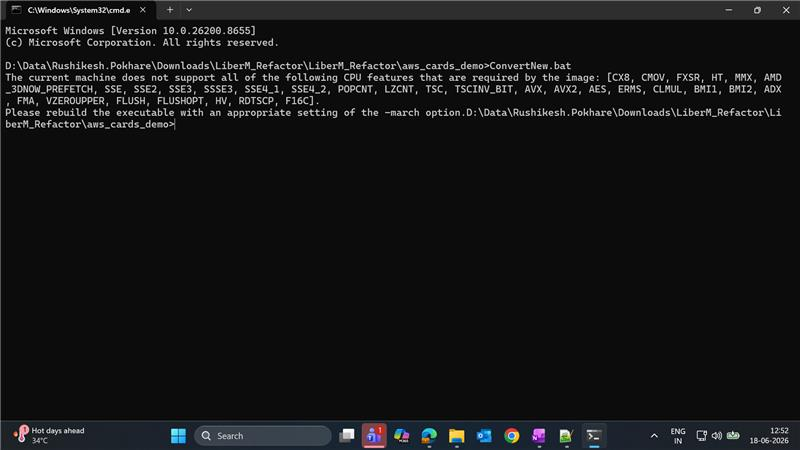 C:\Windows\System32\cmd.e
Microsoft Windows [Version 10.0.26200.8655]
(c) Microsoft Corporation. All rights reserved.
D:\Data\Rushikesh.Pokhare\Downloads\LiberM_Refactor\LiberM_Refactor\aws_cards_demo>ConvertNew.bat
The current machine does not support all of the following CPU features that are required by the image: [CX8, CMOV, FXSR, HT, MMX, AMD
_3DNOW_PREFETCH, SSE, SSE2, SSE3, SSSE3, SSE4_1, SSE4_2, POPCNT, LZCNT, TSC, TSCINV_BIT, AVX, AVX2, AES, ERMS, CLMUL, BMI1, BMI2, ADX
, FMA, VZEROUPPER, FLUSH, FLUSHOPT, HV, RDTSCP, F16C].
Please rebuild the executable with an appropriate setting of the -march option.D:\Data\Rushikesh.Pokhare\Downloads\LiberM_Refactor\Li
berM_Refactor\aws_cards_demo>
1
Hot days ahead
34°C
Search
1
ENG
IN
12:52
18-06-2026